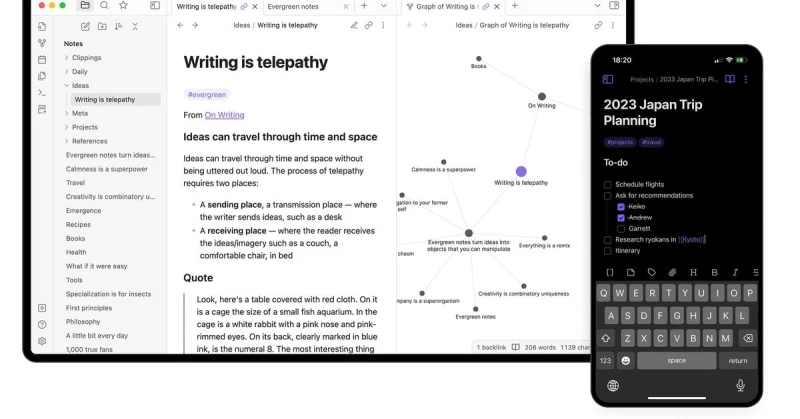 Writing is telepathy
Evergreen notes
Graph of Writing is
Ideas / Writing is telepathy
Ideas / Graph of Writing is telepathy
Notes
Clippings
Daily
Ideas
Writing is telepathy
Meta
Projects
References
Evergreen notes turn ideas...
Calmness is a superpower
Travel
Creativity is combinatory u...
Emergence
Recipes
Books
Health
What if it were easy
Tools
Specialization is for insects
First principles
Philosophy
A little bit every day
1,000 true fans
Writing is telepathy
#evergreen
From On Writing
Ideas can travel through time and space
Ideas can travel through time and space without
being uttered out loud. The process of telepathy
requires two places:
A sending place, a transmission place — where
the writer sends ideas, such as a desk
A receiving place — where the reader receives
the ideas/imagery such as a couch, a
comfortable chair, in bed
Quote
Look, here's a table covered with red cloth. On it
is a cage the size of a small fish aquarium. In the
cage is a white rabbit with a pink nose and pink-
rimmed eyes. On its back, clearly marked in blue
ink, is the numeral 8. The most interesting thing
Books
On Writing
Calmness is a superpower
Writing is telepathy
gation to your former
self
chasm
Evergreen notes turn ideas into
objects that you can manipulate
Everything is a remix
mpany is a superorganism
Creativity is combinatory uniqueness
Evergreen notes
1 backlink
206 words
1139 char
18:20
Projects / 2023 Japan Trip Pl...
2023 Japan Trip
Planning
#projects #travel
To-do
Schedule flights
Ask for recommendations
Keiko
Andrew
Garrett
Research ryokans in [[Kyoto]]
Itinerary
H B I S
Q W E R T Y U I O P
A S D F G H J K L
Z X C V B N M
123 space return